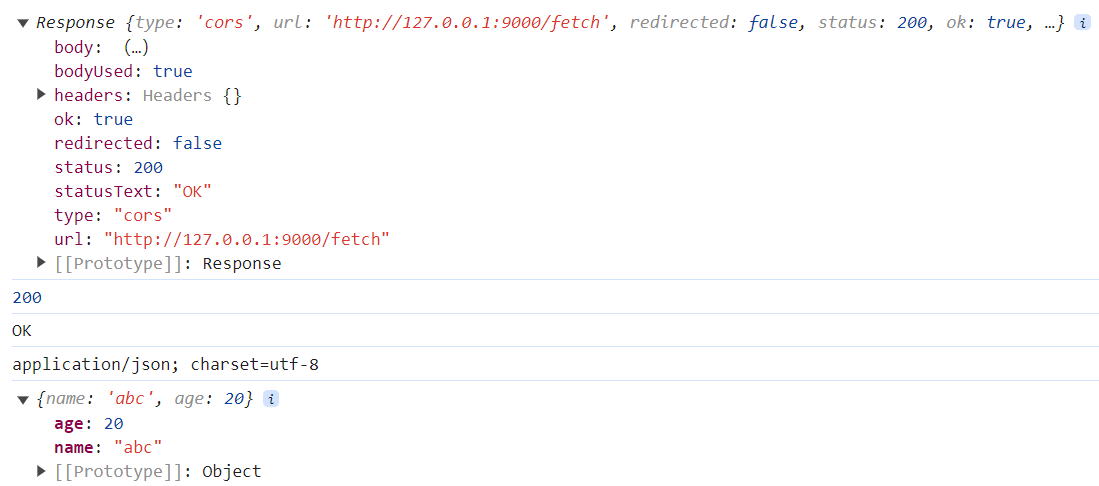 Response {type: 'cors', url: 'http://127.0.0.1:9000/fetch', redirected: false, status: 200, ok: true, …} i
body: (…)
bodyUsed: true
headers: Headers {}
ok: true
redirected: false
status: 200
statusText: "OK"
type: "cors"
url: "http://127.0.0.1:9000/fetch"
[[Prototype]]: Response
200
OK
application/json; charset=utf-8
{name: 'abc', age: 20} i
age: 20
name: "abc"
[[Prototype]]: Object